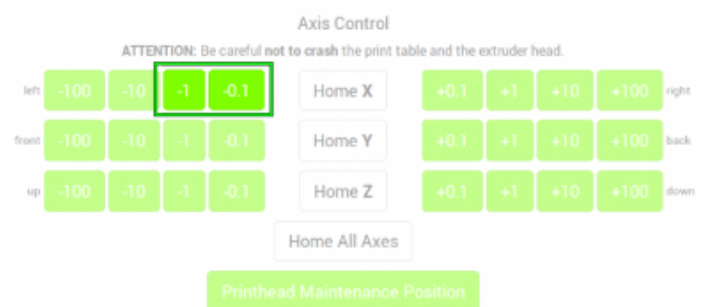 Axis Control
ATTENTION: Be careful not to crash the print table and the extruder head.
left -100 -10 -1 -0.1 Home X +0.1 +1 +10 +100 right
front -100 -10 -1 -0.1 Home Y +0.1 +1 +10 +100 back
up -100 -10 -1 -0.1 Home Z +0.1 +1 +10 +100 down
Home All Axes
Printhead Maintenance Position